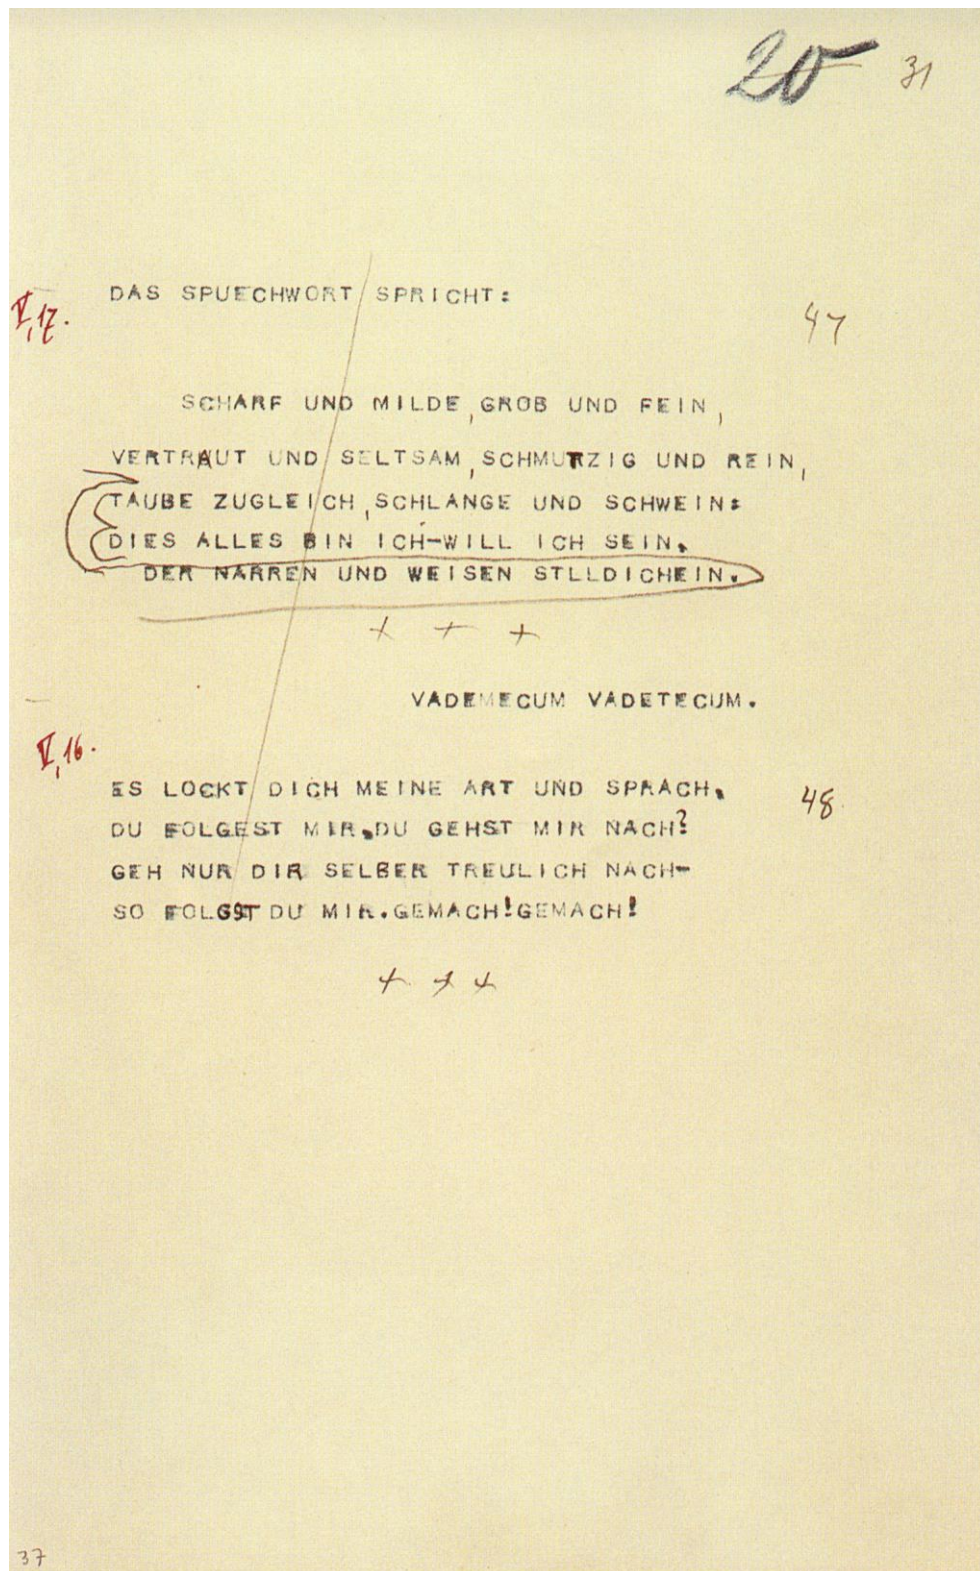 20 31
DAS SPUECHWORT SPRICHT:
V,17.
47
SCHARF UND MILDE,GROB UND FEIN,
VERTRAUT UND SELTSAM,SCHMUTZIG UND REIN,
TAUBE ZUGLEICH,SCHLANGE UND SCHWEIN:
DIES ALLES BIN ICH-WILL ICH SEIN.
DER NARREN UND WEISEN STLLDICHEIN.
+ + +
VADEMECUM VADETECUM.
V,16.
ES LOCKT DICH MEINE ART UND SPRACH.
48.
DU FOLGEST MIR.DU GEHST MIR NACH?
GEH NUR DIR SELBER TREULICH NACH-
SO FOLGST DU MIR.GEMACH!GEMACH!
+ + +
37